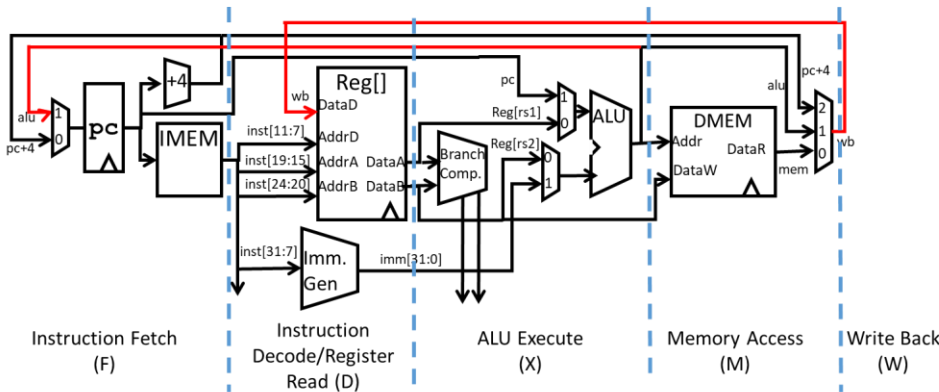 +4
Reg[]
pc
pc+4
alu
1
0
pc+4
pc
IMEM
wb
DataD
AddrD
AddrA
AddrB
DataA
DataB
inst[11:7]
inst[19:15]
inst[24:20]
inst[31:7]
Imm.
Gen
imm[31:0]
Branch
Comp.
Reg[rs1]
Reg[rs2]
1
0
0
1
ALU
DMEM
Addr
DataR
DataW
alu
mem
2
1
0
wb
Instruction Fetch
(F)
Instruction
Decode/Register
Read (D)
ALU Execute
(X)
Memory Access
(M)
Write Back
(W)